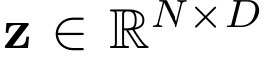 𝐳 ∈ ℝ^{N×D}